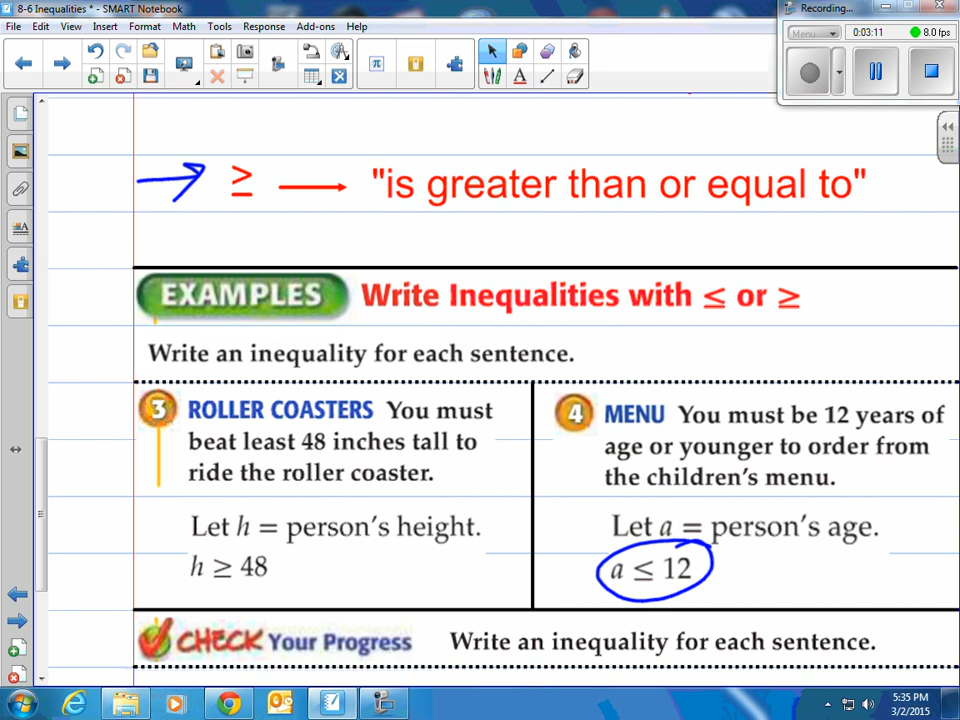 8-6 Inequalities * - SMART Notebook
Recording...
File Edit View Insert Format Math Tools Response Add-ons Help
Menu 0:03:11 8.0 fps
π
A
≥ "is greater than or equal to"
EXAMPLES Write Inequalities with ≤ or ≥
Write an inequality for each sentence.
3 ROLLER COASTERS You must
beat least 48 inches tall to
ride the roller coaster.
Let h = person's height.
h ≥ 48
4 MENU You must be 12 years of
age or younger to order from
the children's menu.
Let a = person's age.
a ≤ 12
CHECK Your Progress Write an inequality for each sentence.
5:35 PM
3/2/2015